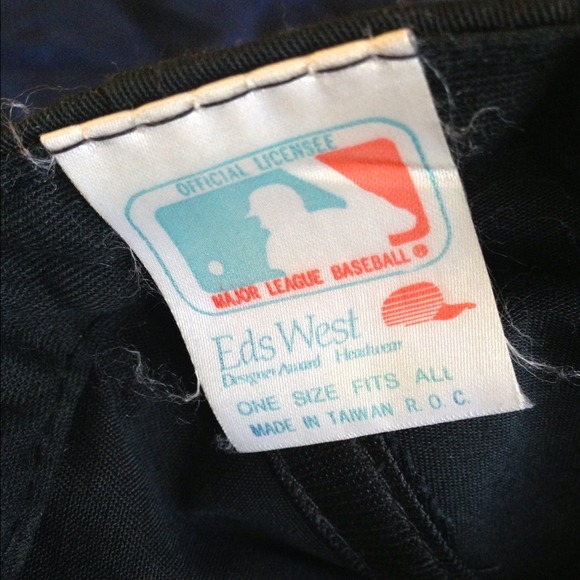 OFFICIAL LICENSEE
MAJOR LEAGUE BASEBALL ®
Eds West
Designer Award Headwear
ONE SIZE FITS ALL
MADE IN TAIWAN R. O. C.